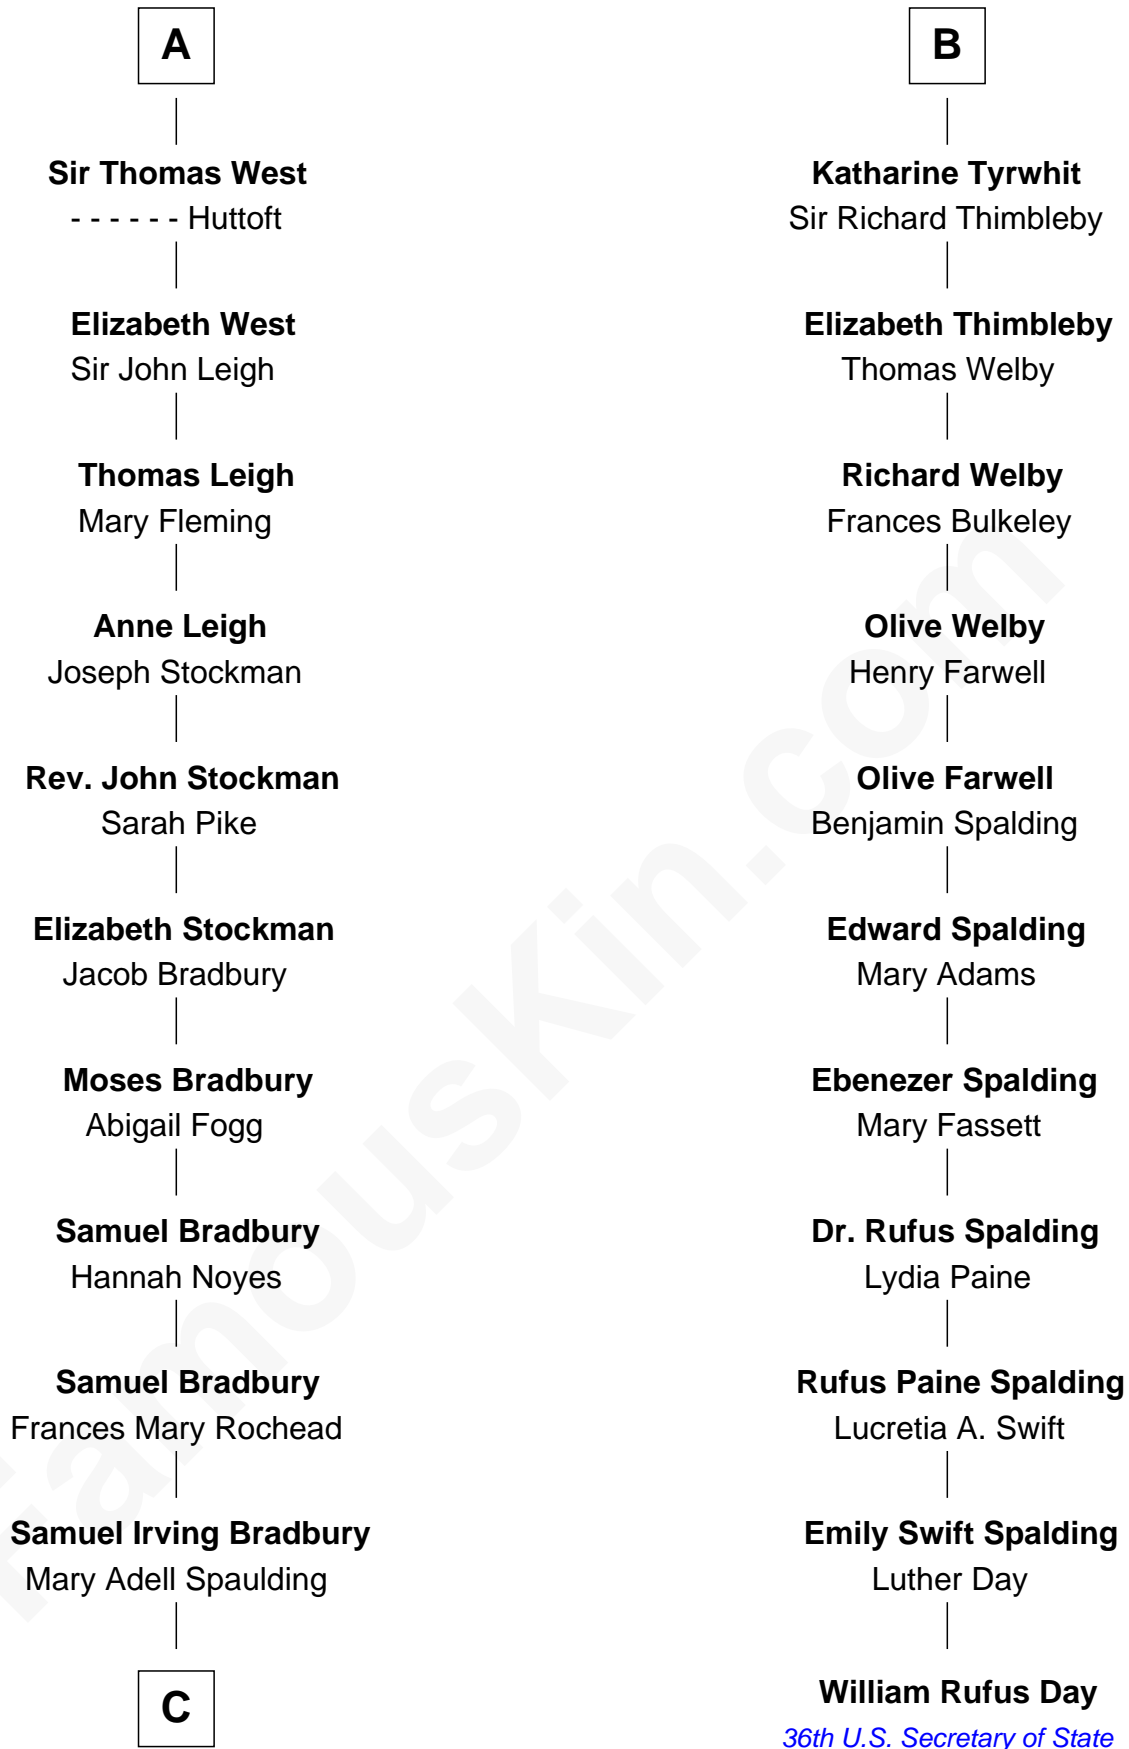 A
Sir Thomas West
- - - - - - Huttoft
Elizabeth West
Sir John Leigh
Thomas Leigh
Mary Fleming
Anne Leigh
Joseph Stockman
Rev. John Stockman
Sarah Pike
Elizabeth Stockman
Jacob Bradbury
Moses Bradbury
Abigail Fogg
Samuel Bradbury
Hannah Noyes
Samuel Bradbury
Frances Mary Rochead
Samuel Irving Bradbury
Mary Adell Spaulding
C
B
Katharine Tyrwhit
Sir Richard Thimbleby
Elizabeth Thimbleby
Thomas Welby
Richard Welby
Frances Bulkeley
Olive Welby
Henry Farwell
Olive Farwell
Benjamin Spalding
Edward Spalding
Mary Adams
Ebenezer Spalding
Mary Fassett
Dr. Rufus Spalding
Lydia Paine
Rufus Paine Spalding
Lucretia A. Swift
Emily Swift Spalding
Luther Day
William Rufus Day
36th U.S. Secretary of State
FamousKin.com